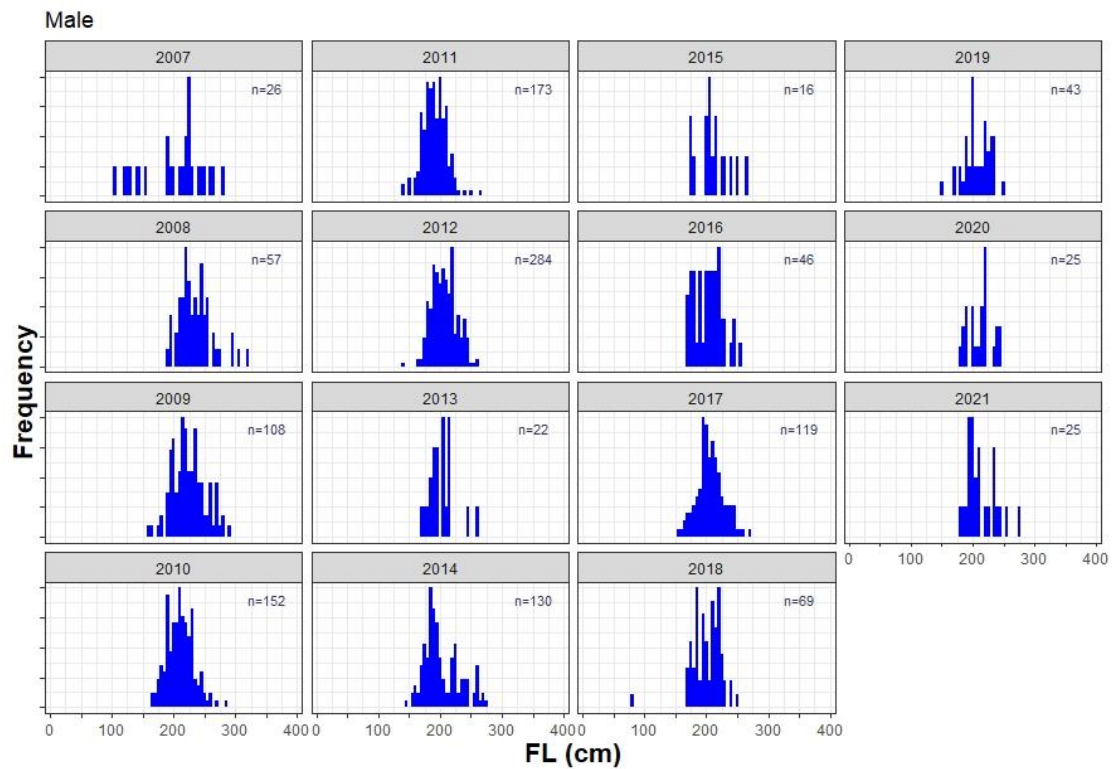 Male
2007
2011
2015
2019
n=26
n=173
n=16
n=43
2008
2012
2016
2020
n=57
n=284
n=46
n=25
Frequency
2009
2013
2017
2021
n=108
n=22
n=119
n=25
0 100 200 300 400
2010
2014
2018
n=152
n=130
n=69
0 100 200 300 400
0 100 200 300 400
0 100 200 300 400
FL (cm)